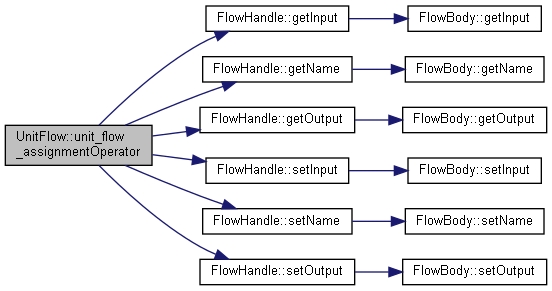 FlowHandle::getInput
FlowBody::getInput
FlowHandle::getName
FlowBody::getName
UnitFlow::unit_flow
_assignmentOperator
FlowHandle::getOutput
FlowBody::getOutput
FlowHandle::setInput
FlowBody::setInput
FlowHandle::setName
FlowBody::setName
FlowHandle::setOutput
FlowBody::setOutput